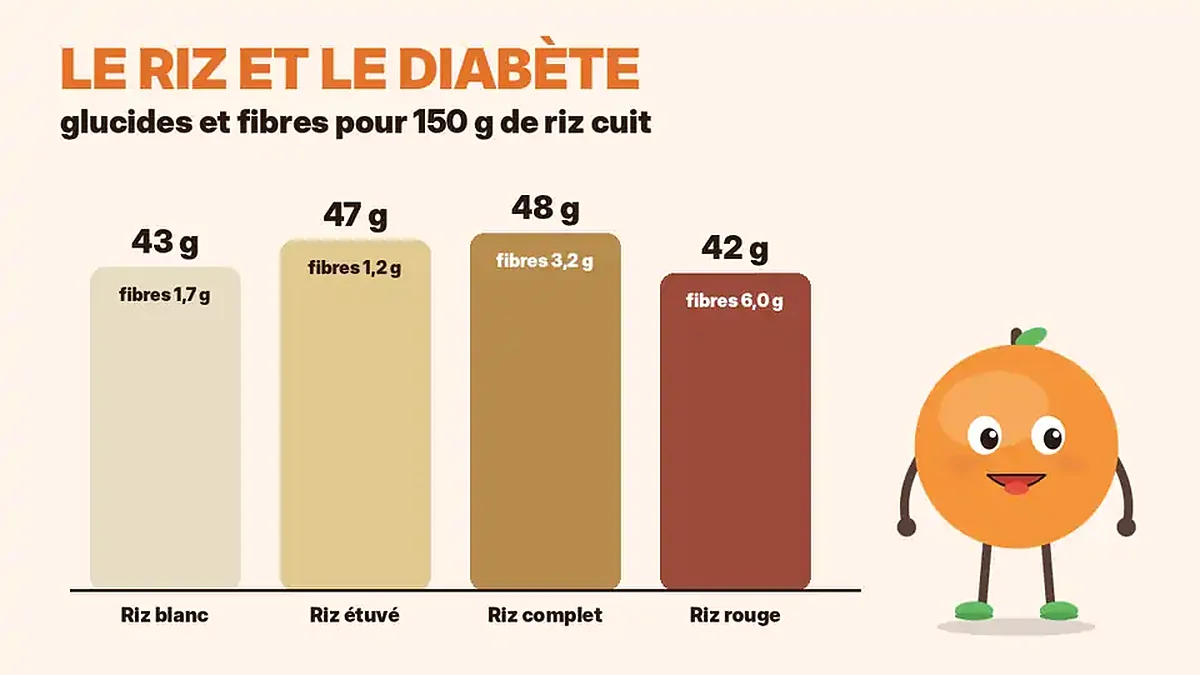 LE RIZ ET LE DIABÈTE
glucides et fibres pour 150 g de riz cuit
43 g
47 g
48 g
42 g
fibres 1,7 g
fibres 1,2 g
fibres 3,2 g
fibres 6,0 g
Riz blanc
Riz étuvé
Riz complet
Riz rouge